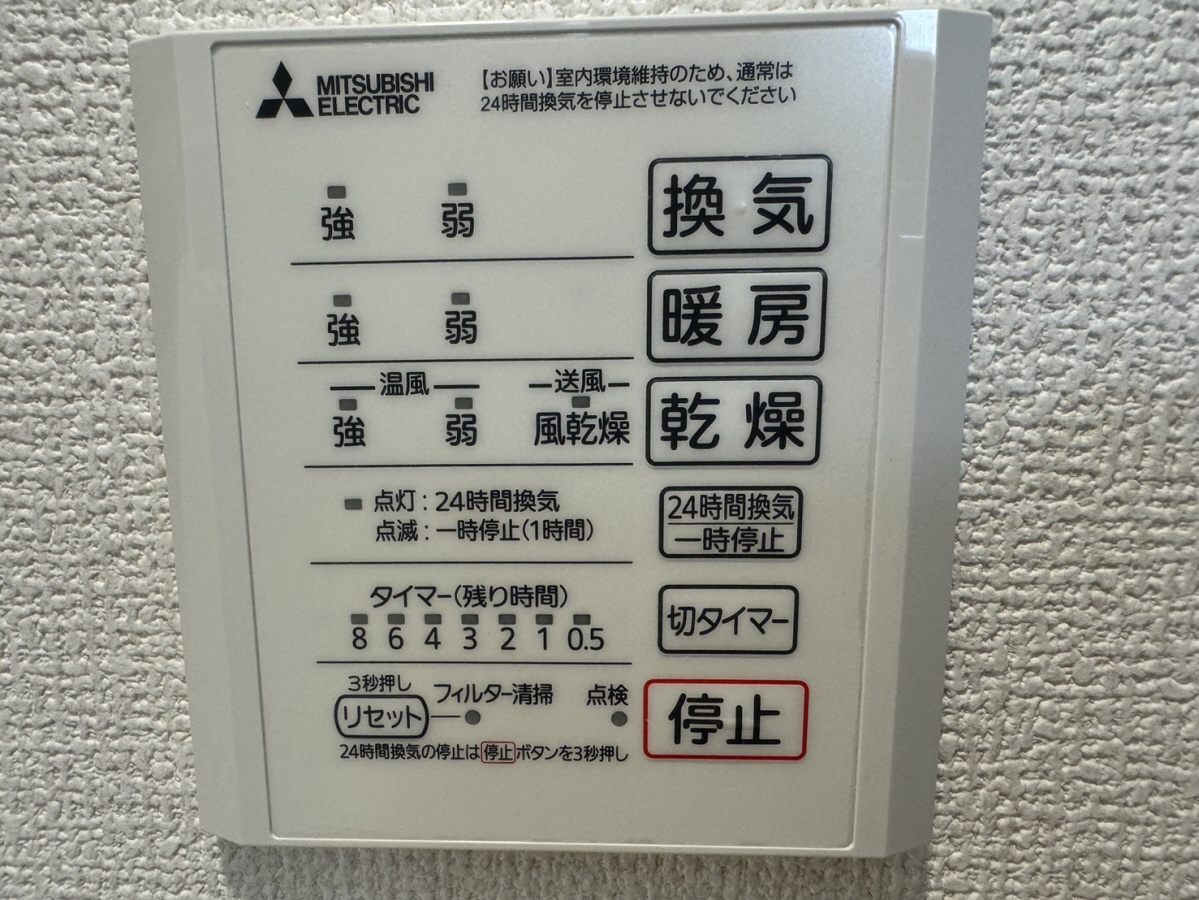 MITSUBISHI
ELECTRIC
【お願い】室内環境維持のため、通常は
24時間換気を停止させないでください
強 弱 換気
強 弱 暖房
温風 送風
強 弱 風乾燥 乾燥
点灯：24時間換気
点滅：一時停止(1時間)
24時間換気
一時停止
タイマー(残り時間)
8 6 4 3 2 1 0.5
切タイマー
3秒押し
リセット フィルター清掃 点検
停止
24時間換気の停止は停止ボタンを3秒押し